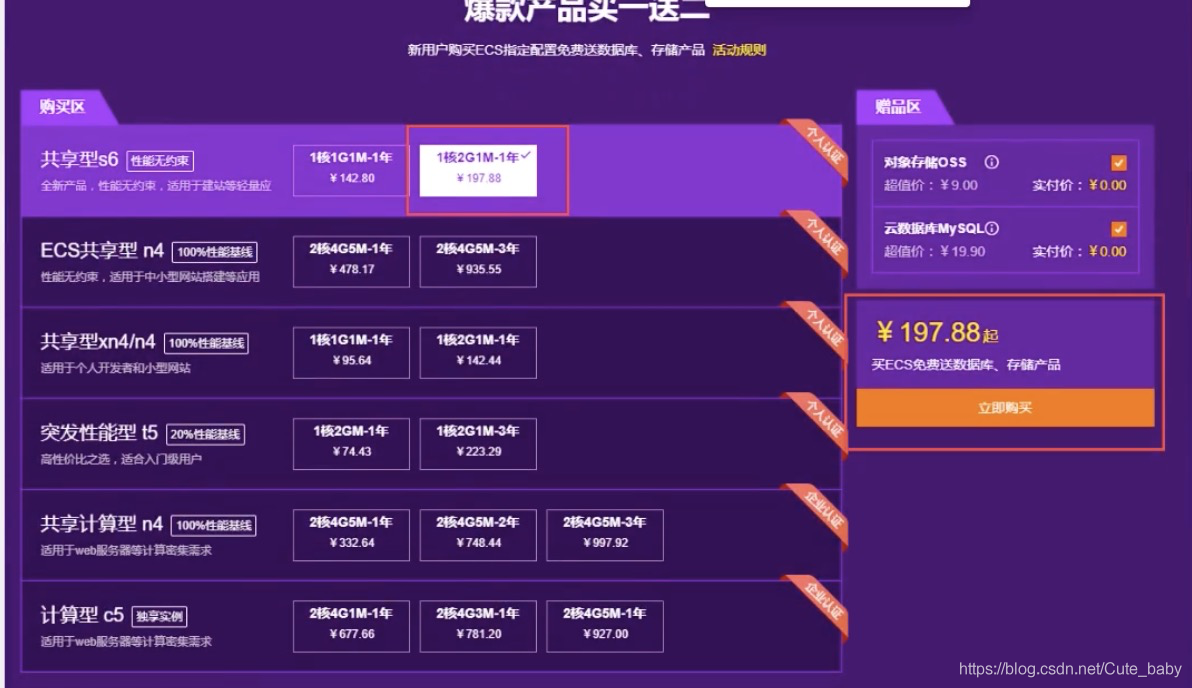 爆款产品买一送二
新用户购买ECS指定配置免费送数据库、存储产品 活动规则
购买区
共享型s6 性能无约束
全新产品，性能无约束，适用于建站等轻量应
1核1G1M-1年
￥142.80
1核2G1M-1年
￥197.88
个人认证
ECS共享型 n4 100%性能基线
性能无约束，适用于中小型网站搭建等应用
2核4G5M-1年
￥478.17
2核4G5M-3年
￥935.55
个人认证
共享型xn4/n4 100%性能基线
适用于个人开发者和小型网站
1核1G1M-1年
￥95.64
1核2G1M-1年
￥142.44
个人认证
突发性能型 t5 20%性能基线
高性价比之选，适合入门级用户
1核2GM-1年
￥74.43
1核2G1M-3年
￥223.29
个人认证
共享计算型 n4 100%性能基线
适用于web服务器等计算密集需求
2核4G5M-1年
￥332.64
2核4G5M-2年
￥748.44
2核4G5M-3年
￥997.92
企业认证
计算型 c5 独享实例
适用于web服务器等计算密集需求
2核4G1M-1年
￥677.66
2核4G3M-1年
￥781.20
2核4G5M-1年
￥927.00
企业认证
赠品区
对象存储OSS
超值价：￥9.00 实付价：￥0.00
云数据库MySQL
超值价：￥19.90 实付价：￥0.00
￥197.88起
买ECS免费送数据库、存储产品
立即购买
https://blog.csdn.net/Cute_baby